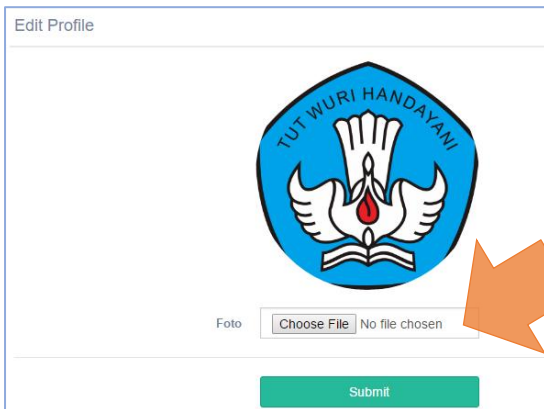 Edit Profile
TUT WURI HANDAYANI
Foto Choose File No file chosen
Submit